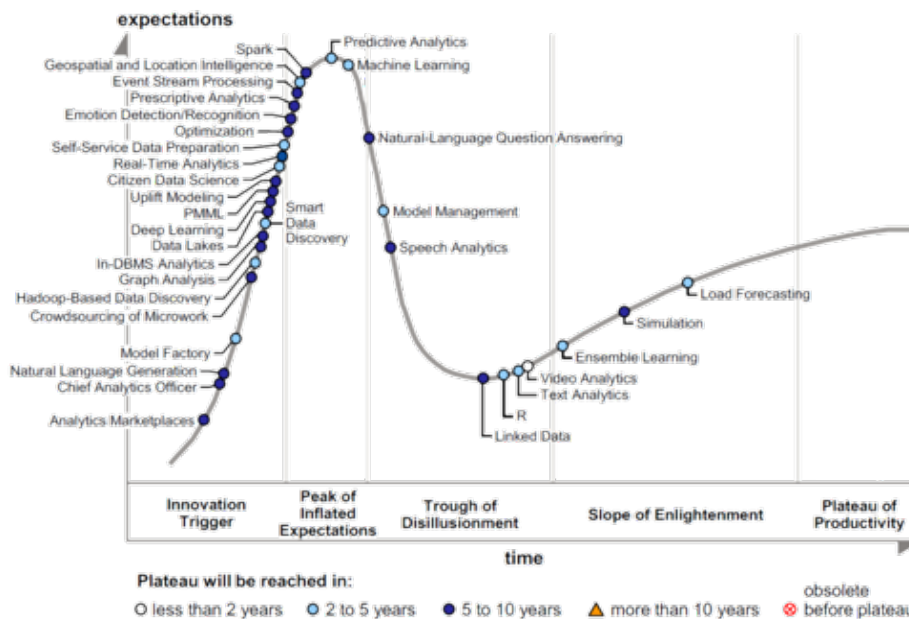 expectations
Spark
Geospatial and Location Intelligence
Event Stream Processing
Prescriptive Analytics
Emotion Detection/Recognition
Optimization
Self-Service Data Preparation
Real-Time Analytics
Citizen Data Science
Uplift Modeling
PMML
Deep Learning
Data Lakes
In-DBMS Analytics
Graph Analysis
Hadoop-Based Data Discovery
Crowdsourcing of Microwork
Model Factory
Natural Language Generation
Chief Analytics Officer
Analytics Marketplaces
Smart
Data
Discovery
Predictive Analytics
Machine Learning
Natural-Language Question Answering
Model Management
Speech Analytics
Linked Data
R
Text Analytics
Video Analytics
Ensemble Learning
Simulation
Load Forecasting
Innovation
Trigger
Peak of
Inflated
Expectations
Trough of
Disillusionment
Slope of Enlightenment
Plateau of
Productivity
time
Plateau will be reached in:
less than 2 years
2 to 5 years
5 to 10 years
more than 10 years
obsolete
before plateau